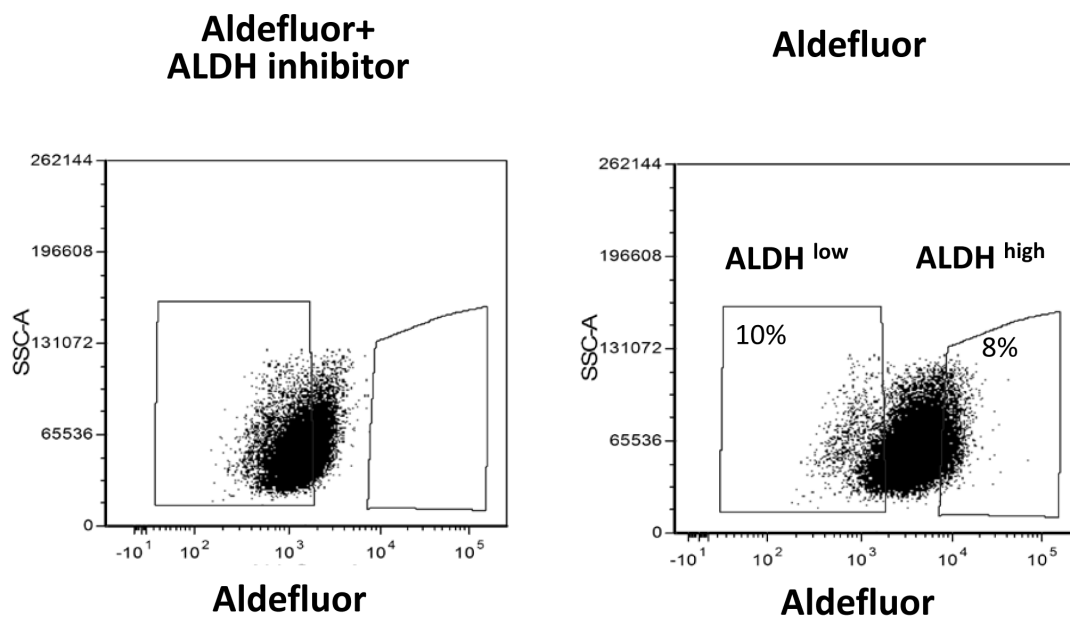 Aldefluor+
ALDH inhibitor
262144
196608
131072
65536
0
SSC-A
-10¹ 10² 10³ 10⁴ 10⁵
Aldefluor
Aldefluor
262144
196608
131072
65536
0
SSC-A
ALDH low
ALDH high
10%
8%
-10¹ 10² 10³ 10⁴ 10⁵
Aldefluor